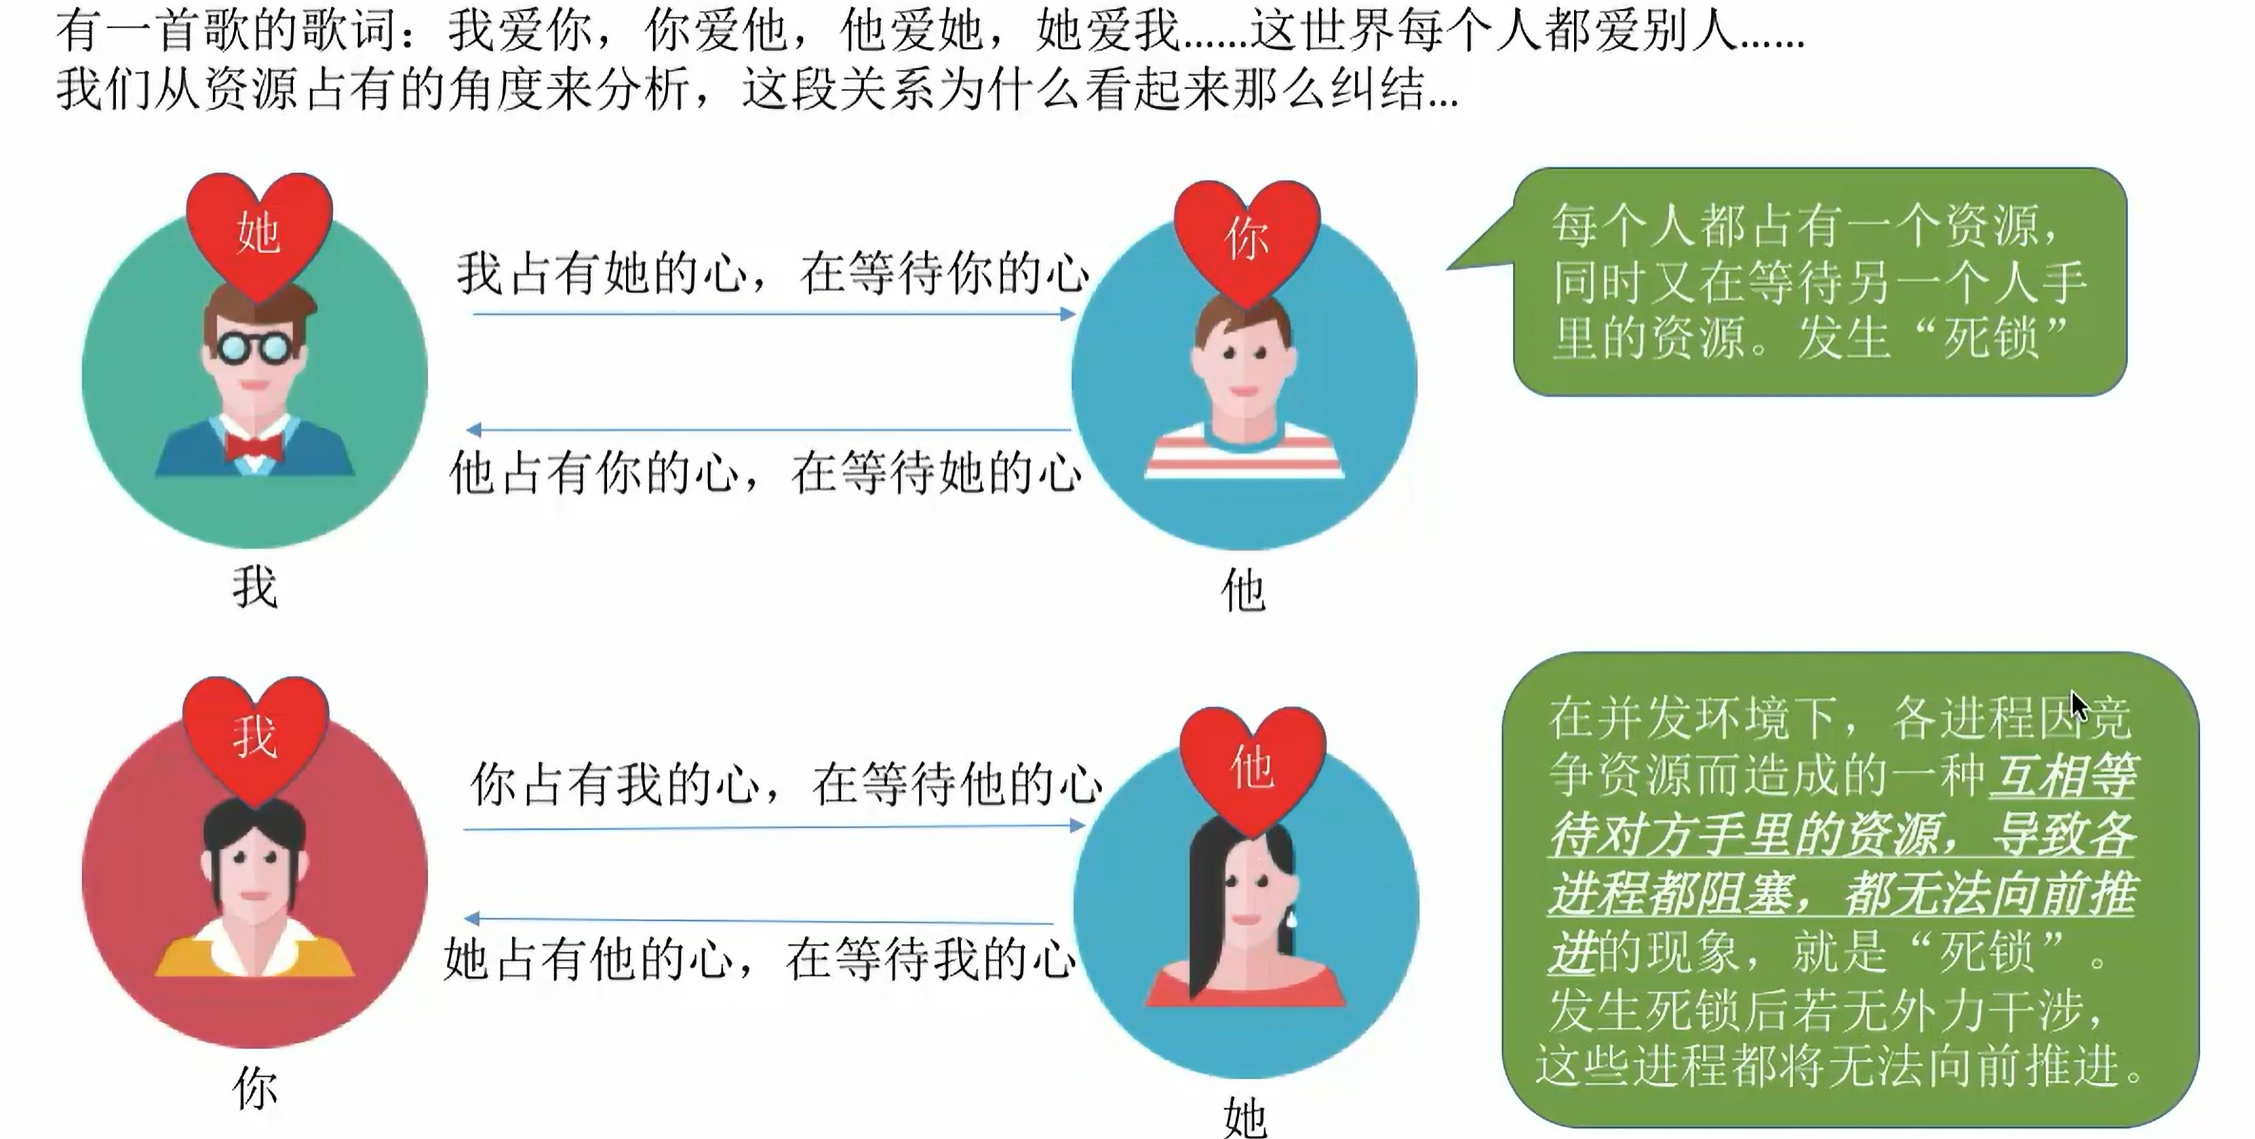 有一首歌的歌词：我爱你，你爱他，他爱她，她爱我……这世界每个人都爱别人……
我们从资源占有的角度来分析，这段关系为什么看起来那么纠结…
她
你
我占有她的心，在等待你的心
他占有你的心，在等待她的心
我
他
每个人都占有一个资源，
同时又在等待另一个人手
里的资源。发生“死锁”
我
他
你占有我的心，在等待他的心
她占有他的心，在等待我的心
你
她
在并发环境下，各进程因竞
争资源而造成的一种互相等
待对方手里的资源，导致各
进程都阻塞，都无法向前推
进的现象，就是“死锁”。
发生死锁后若无外力干涉，
这些进程都将无法向前推进。